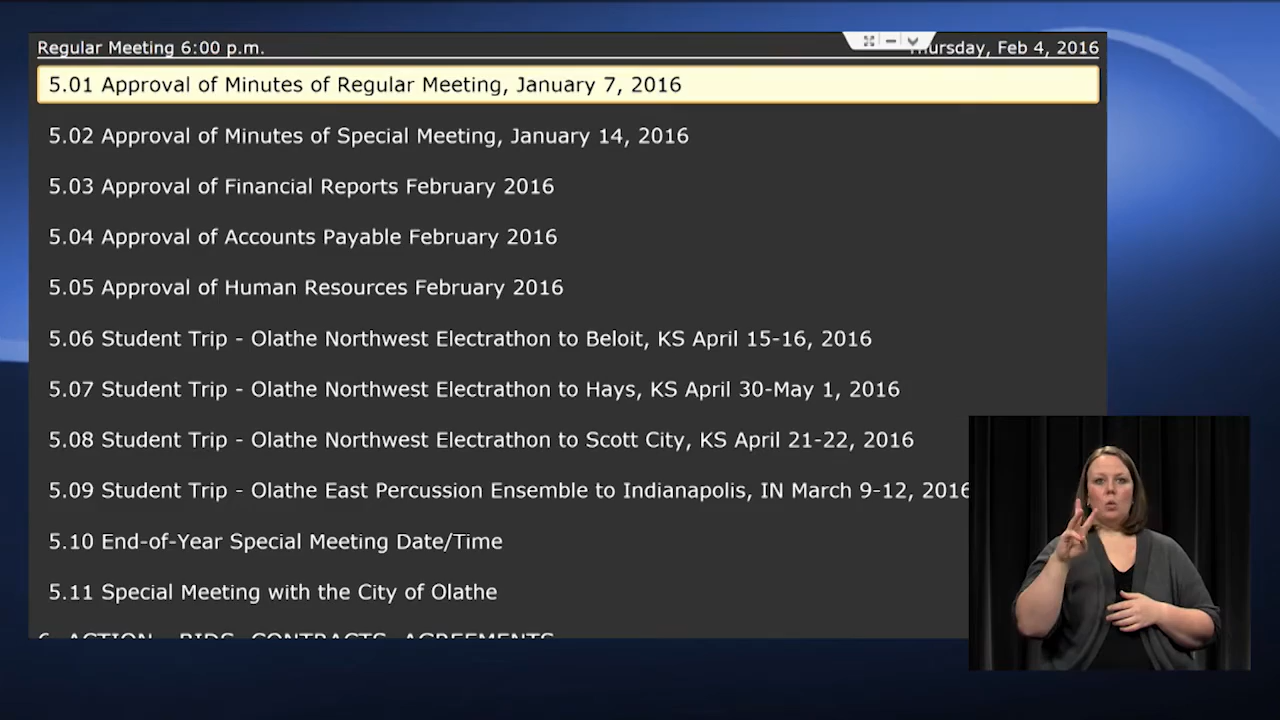 Regular Meeting 6:00 p.m.
Thursday, Feb 4, 2016
5.01 Approval of Minutes of Regular Meeting, January 7, 2016
5.02 Approval of Minutes of Special Meeting, January 14, 2016
5.03 Approval of Financial Reports February 2016
5.04 Approval of Accounts Payable February 2016
5.05 Approval of Human Resources February 2016
5.06 Student Trip - Olathe Northwest Electrathon to Beloit, KS April 15-16, 2016
5.07 Student Trip - Olathe Northwest Electrathon to Hays, KS April 30-May 1, 2016
5.08 Student Trip - Olathe Northwest Electrathon to Scott City, KS April 21-22, 2016
5.09 Student Trip - Olathe East Percussion Ensemble to Indianapolis, IN March 9-12, 2016
5.10 End-of-Year Special Meeting Date/Time
5.11 Special Meeting with the City of Olathe
6. ACTION - BIDS, CONTRACTS, AGREEMENTS